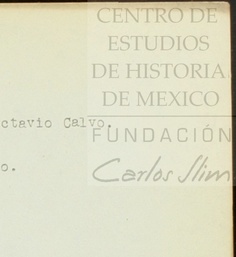 CENTRO DE
ESTUDIOS
DE HISTORIA
DE MEXICO
ctavio Calvo.
FUNDACIÓN
o.
Carlos Slim